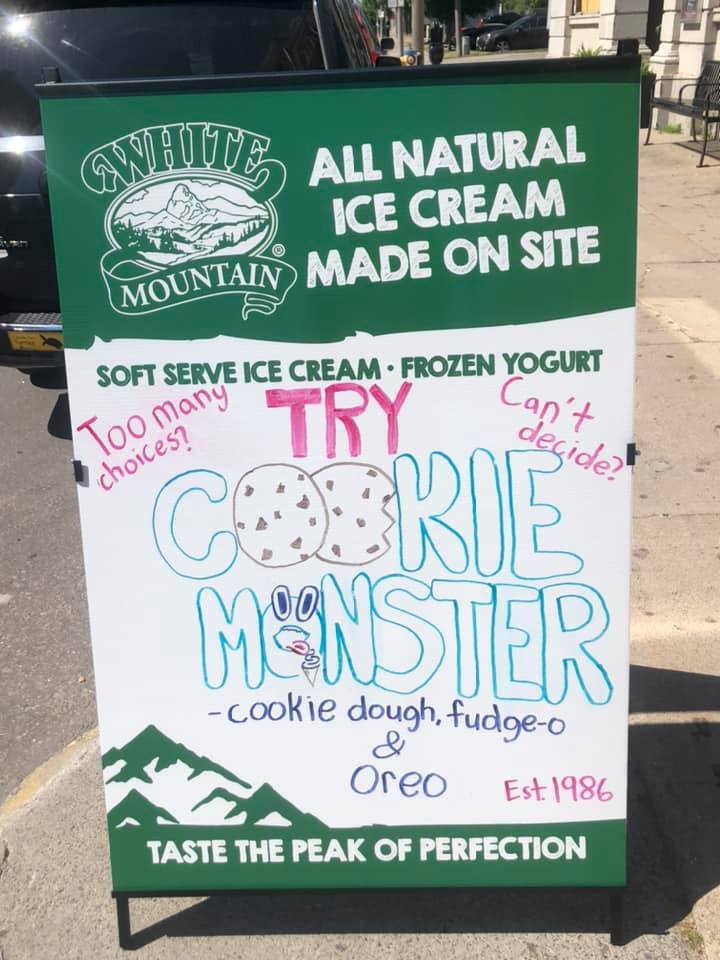 WHITE
MOUNTAIN
®
ALL NATURAL
ICE CREAM
MADE ON SITE
SOFT SERVE ICE CREAM • FROZEN YOGURT
Too many
choices?
TRY
Can't
decide?
COOKIE
MONSTER
- cookie dough, fudge-o
&
Oreo
Est. 1986
TASTE THE PEAK OF PERFECTION